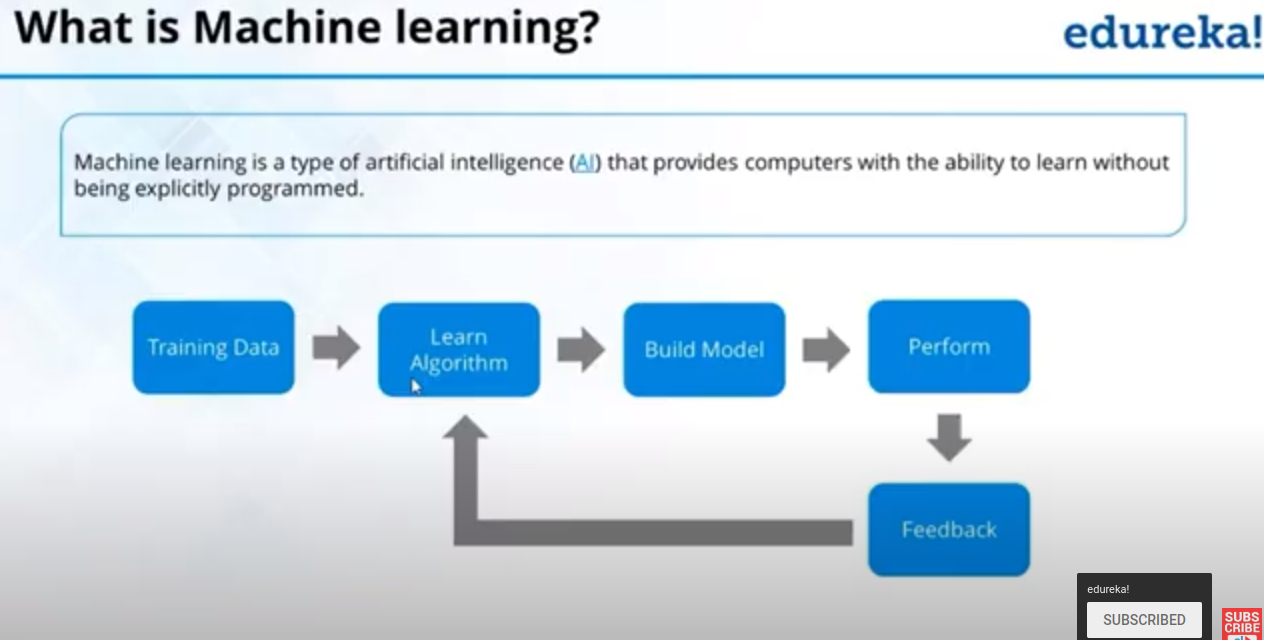 What is Machine learning?
edureka!
Machine learning is a type of artificial intelligence (AI) that provides computers with the ability to learn without
being explicitly programmed.
Training Data
Learn
Algorithm
Build Model
Perform
Feedback
edureka!
SUBSCRIBED
SUBS
CRIBE